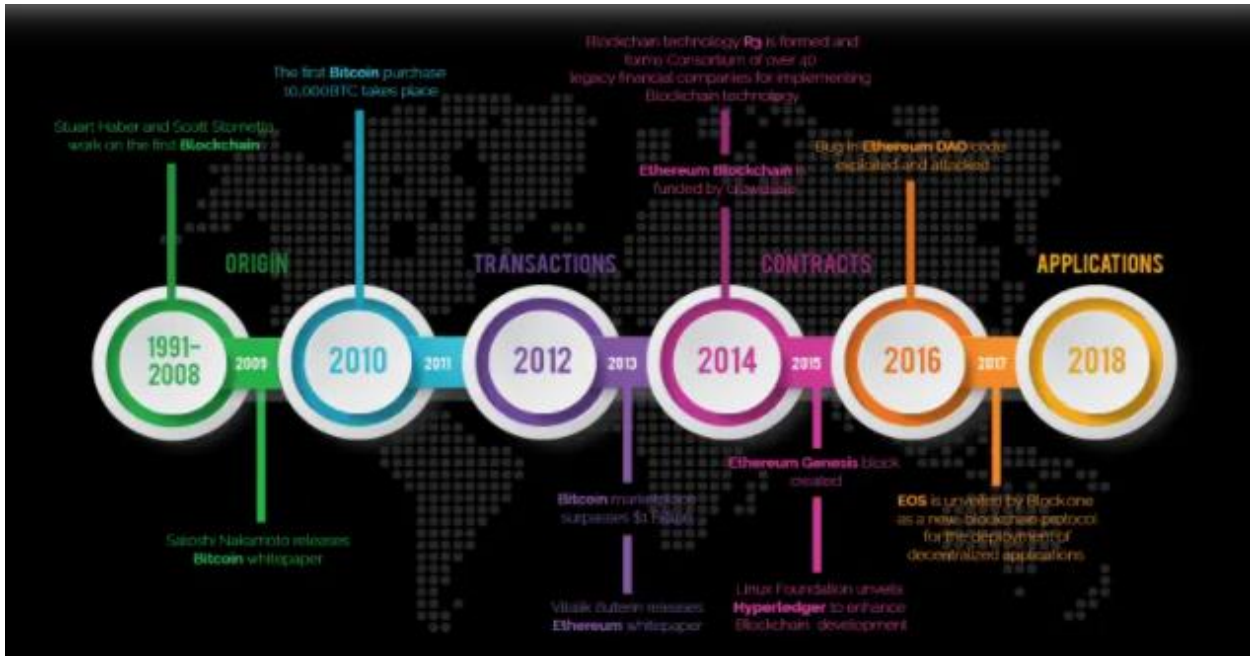 Blockchain technology R3 is formed and
forms Consortium of over 40
legacy financial companies for implementing
Blockchain technology
The first Bitcoin purchase
10,000BTC takes place
Stuart Haber and Scott Stornetta
work on the first Blockchain
Ethereum Blockchain is
funded by crowdsale
Bug in Ethereum DAO code
exploited and attacked
ORIGIN
TRANSACTIONS
CONTRACTS
APPLICATIONS
1991-
2008
2009
2010
2011
2012
2013
2014
2015
2016
2017
2018
Satoshi Nakamoto releases
Bitcoin whitepaper
Bitcoin marketplace
surpasses $1 billion
Vitalik Buterin releases
Ethereum whitepaper
Ethereum Genesis block
created
Linux Foundation unveils
Hyperledger to enhance
Blockchain development
EOS is unveiled by Block.one
as a new blockchain protocol
for the deployment of
decentralized applications